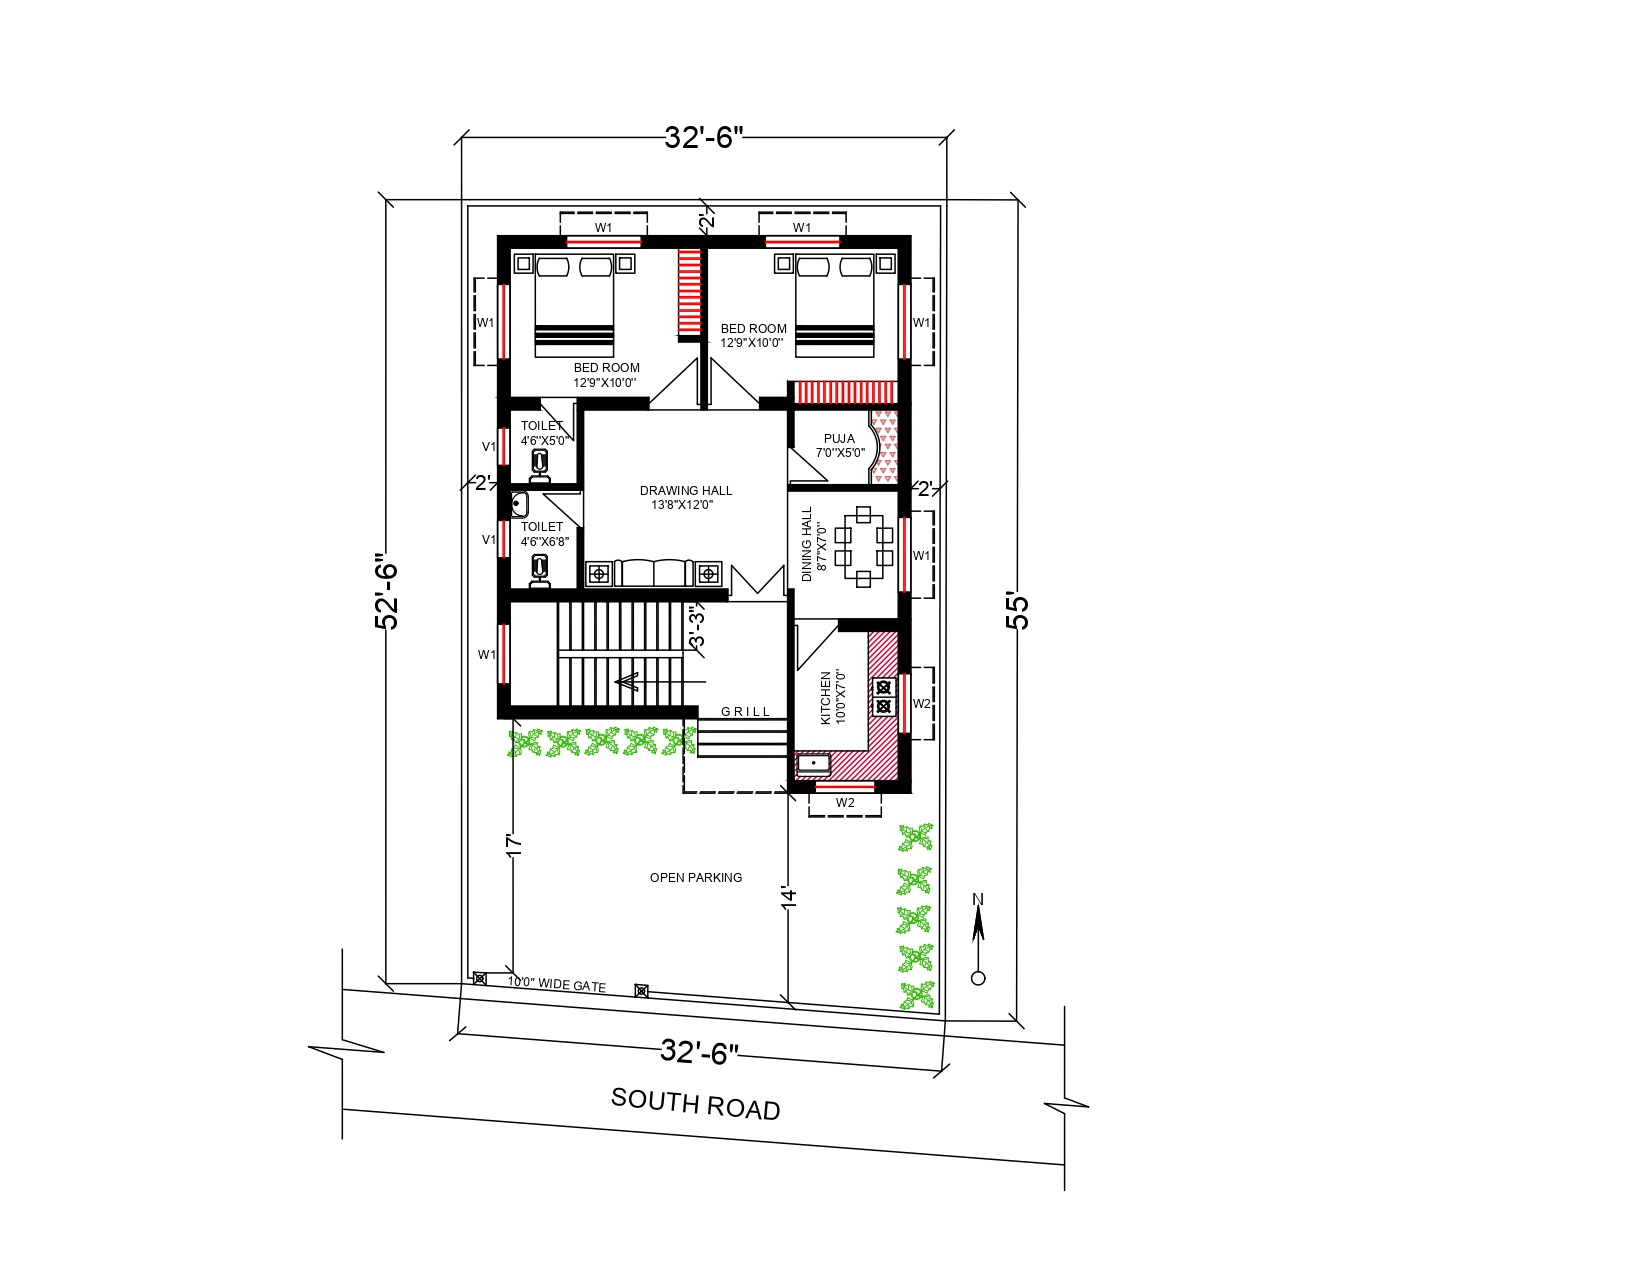 32'-6"
2'
W1
W1
W1
W1
BED ROOM
12'9"X10'0"
BED ROOM
12'9"X10'0"
TOILET
4'6"X5'0"
V1
PUJA
7'0"X5'0"
2'
2'
DRAWING HALL
13'8"X12'0"
TOILET
4'6"X6'8"
V1
DINING HALL
8'7"X7'0"
W1
52'-6"
55'
3'-3"
W1
KITCHEN
10'0"X7'0"
W2
GRILL
W2
17'
OPEN PARKING
14'
N
10'0" WIDE GATE
32'-6"
SOUTH ROAD